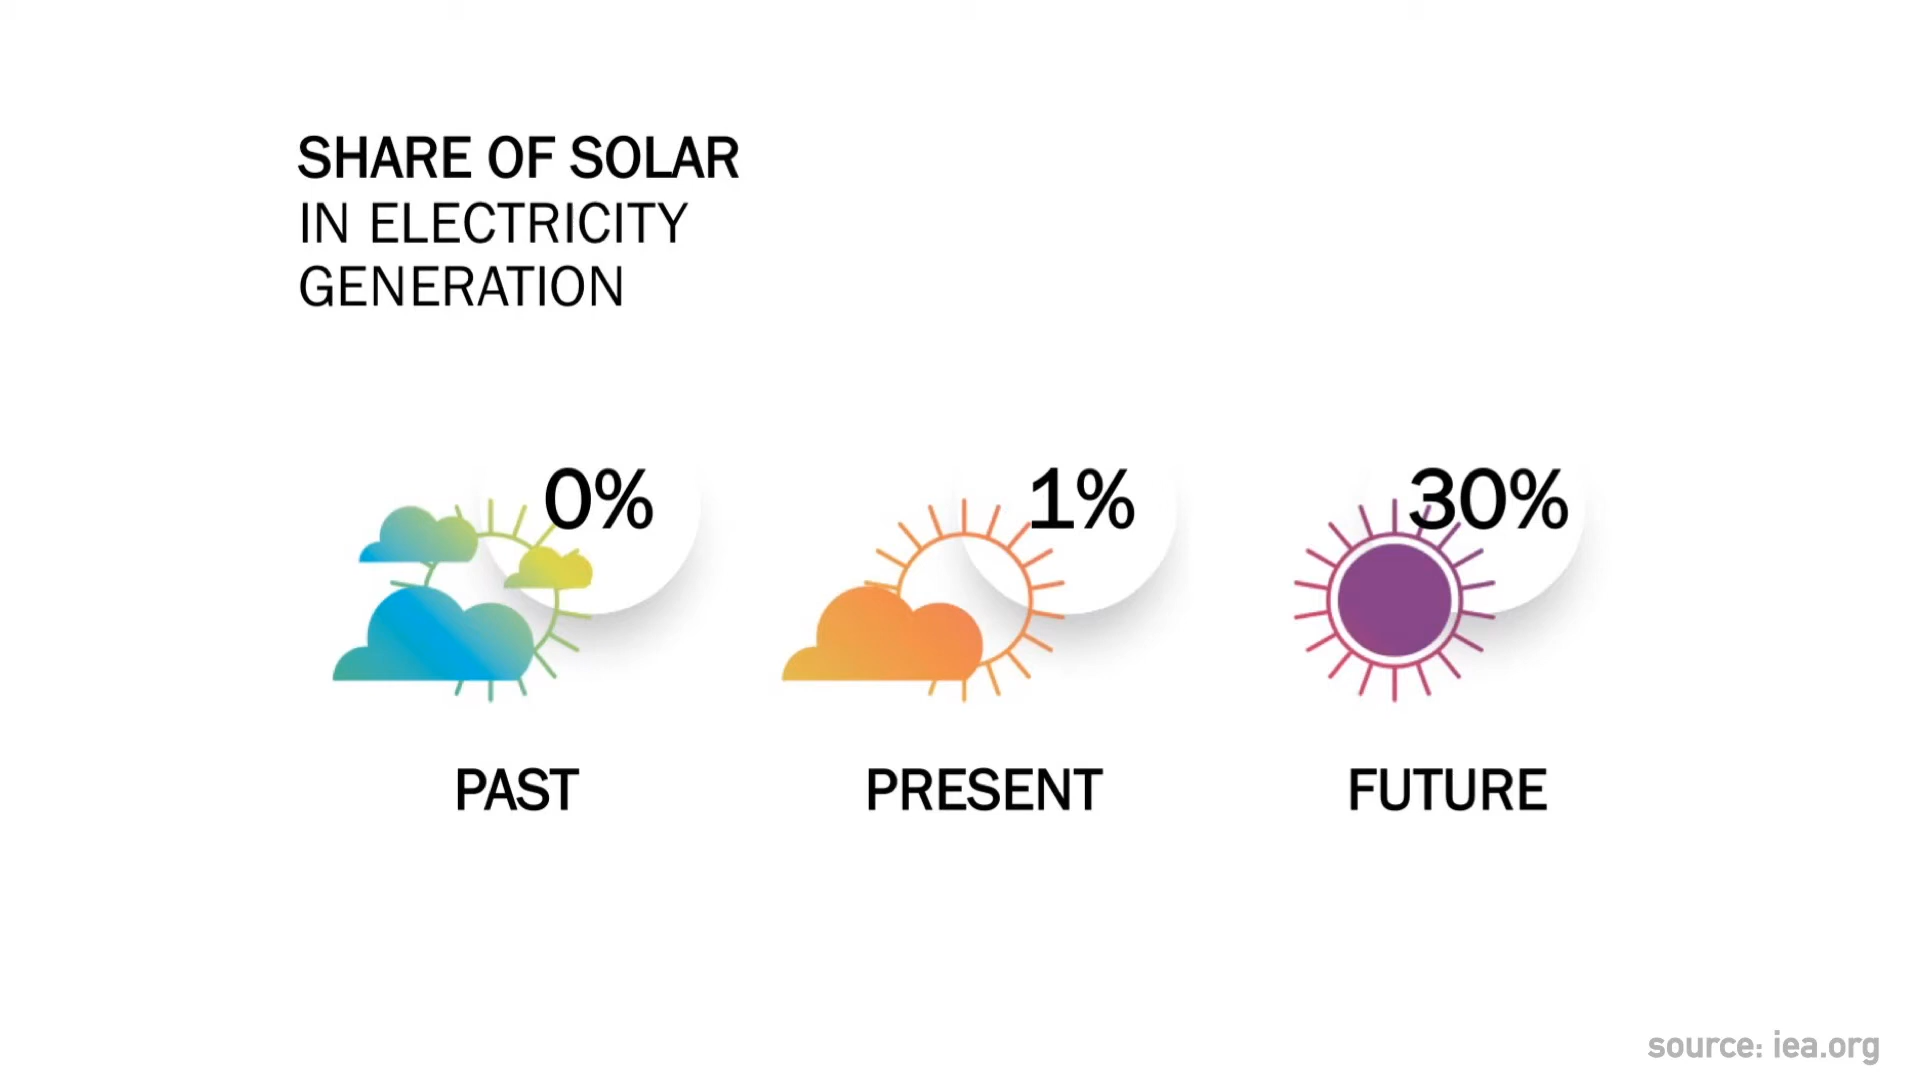 SHARE OF SOLAR
IN ELECTRICITY
GENERATION
0%
1%
30%
PAST
PRESENT
FUTURE
source: iea.org